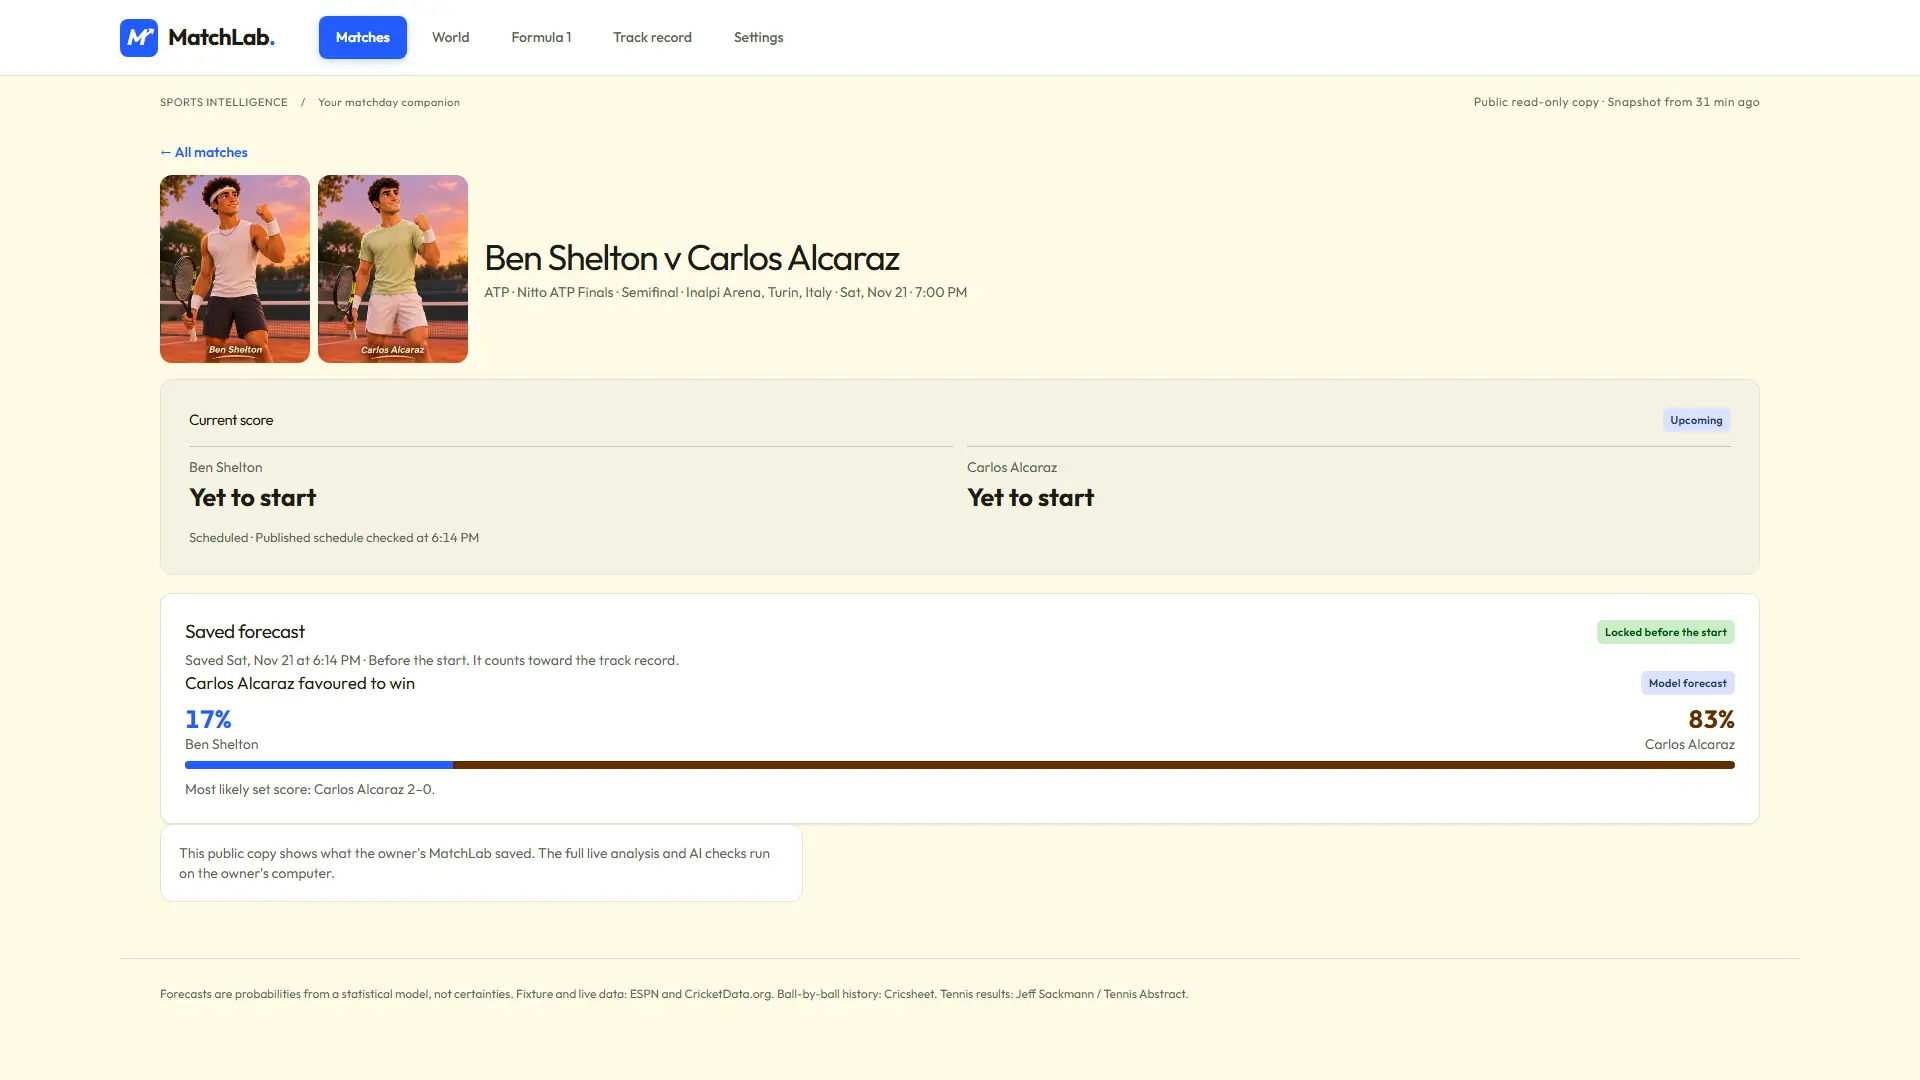 MatchLab.
Matches
World
Formula 1
Track record
Settings
SPORTS INTELLIGENCE / Your matchday companion
Public read-only copy · Snapshot from 31 min ago
← All matches
Ben Shelton
Carlos Alcaraz
Ben Shelton v Carlos Alcaraz
ATP · Nitto ATP Finals · Semifinal · Inalpi Arena, Turin, Italy · Sat, Nov 21 · 7:00 PM
Current score
Upcoming
Ben Shelton
Yet to start
Carlos Alcaraz
Yet to start
Scheduled · Published schedule checked at 6:14 PM
Saved forecast
Locked before the start
Saved Sat, Nov 21 at 6:14 PM · Before the start. It counts toward the track record.
Carlos Alcaraz favoured to win
Model forecast
17%
83%
Ben Shelton
Carlos Alcaraz
Most likely set score: Carlos Alcaraz 2–0.
This public copy shows what the owner's MatchLab saved. The full live analysis and AI checks run
on the owner's computer.
Forecasts are probabilities from a statistical model, not certainties. Fixture and live data: ESPN and CricketData.org. Ball-by-ball history: Cricsheet. Tennis results: Jeff Sackmann / Tennis Abstract.